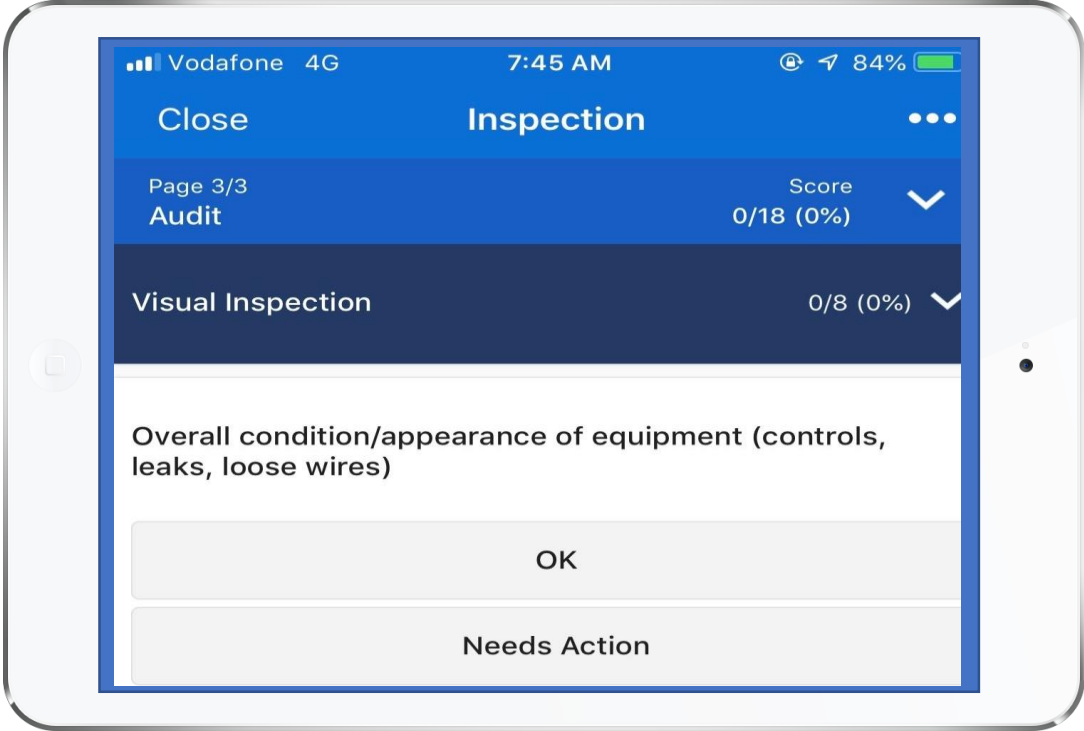 Vodafone 4G 7:45 AM 84%
Close Inspection
Page 3/3 Score
Audit 0/18 (0%)
Visual Inspection 0/8 (0%)
Overall condition/appearance of equipment (controls,
leaks, loose wires)
OK
Needs Action